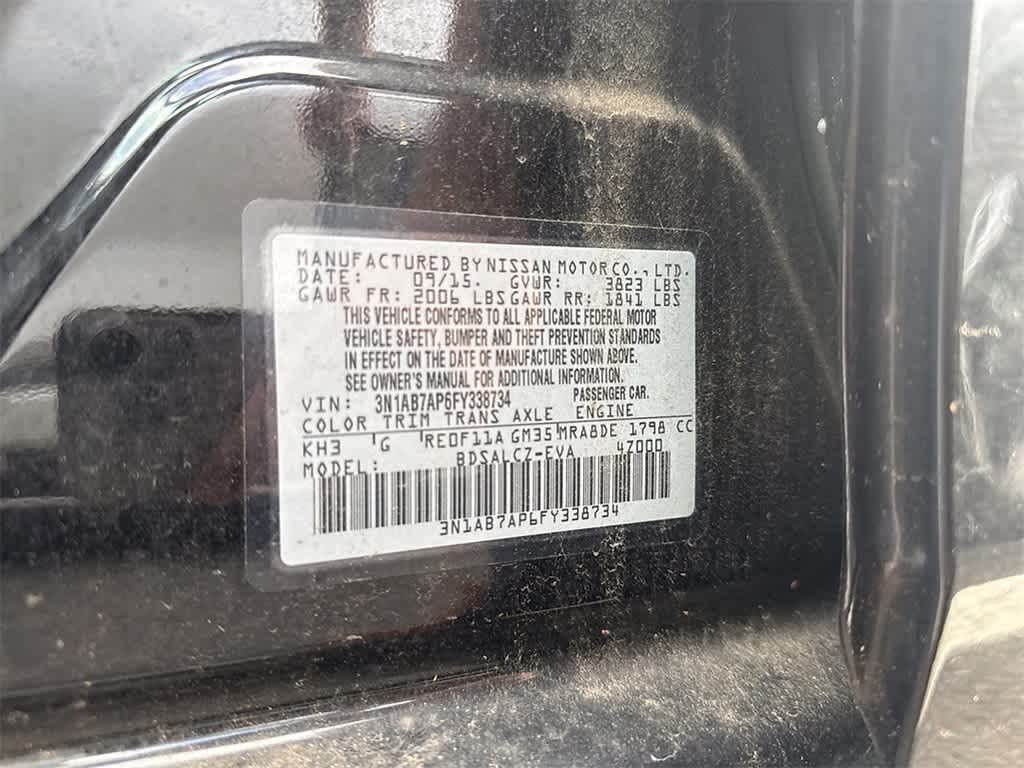 MANUFACTURED BY NISSAN MOTOR CO., LTD.
DATE: 09/15. GVWR: 3823 LBS
GAWR FR: 2006 LBS GAWR RR: 1841 LBS
THIS VEHICLE CONFORMS TO ALL APPLICABLE FEDERAL MOTOR
VEHICLE SAFETY, BUMPER AND THEFT PREVENTION STANDARDS
IN EFFECT ON THE DATE OF MANUFACTURE SHOWN ABOVE.
SEE OWNER'S MANUAL FOR ADDITIONAL INFORMATION.
VIN: 3N1AB7AP6FY338734 PASSENGER CAR.
COLOR TRIM TRANS AXLE ENGINE
KH3 G RE0F11A GM35 MRA8DE 1798 CC
MODEL: BDSALCZ-EVA 4Z000
3N1AB7AP6FY338734